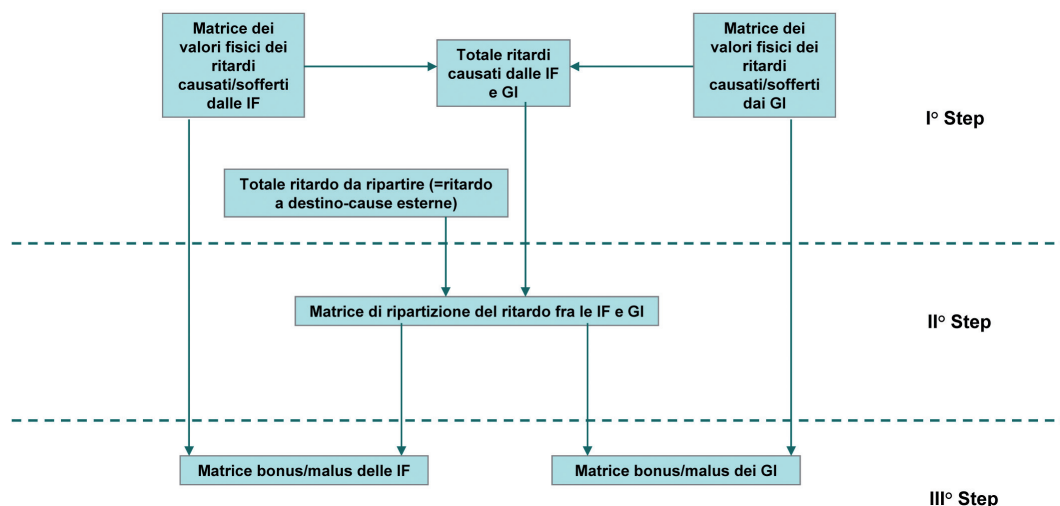 Matrice dei
valori fisici dei
ritardi
causati/sofferti
dalle IF
Totale ritardi
causati dalle IF
e GI
Matrice dei
valori fisici dei
ritardi
causati/sofferti
dai GI
I° Step
Totale ritardo da ripartire (=ritardo
a destino-cause esterne)
Matrice di ripartizione del ritardo fra le IF e GI
II° Step
Matrice bonus/malus delle IF
Matrice bonus/malus dei GI
III° Step